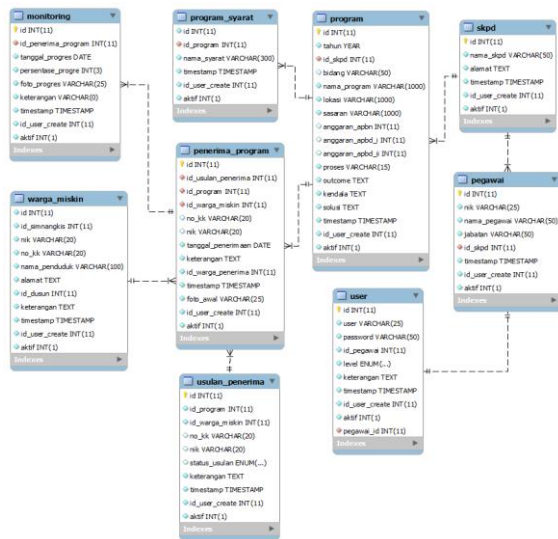 monitoring
id INT(11)
id_penerima_program INT(11)
tanggal_progres DATE
persentase_progre INT(3)
foto_progres VARCHAR(25)
keterangan VARCHAR(0)
timestamp TIMESTAMP
id_user_create INT(11)
aktif INT(1)
Indexes
program_syarat
id INT(11)
id_program INT(11)
nama_syarat VARCHAR(300)
timestamp TIMESTAMP
id_user_create INT(11)
aktif INT(1)
Indexes
program
id INT(11)
tahun YEAR
id_skpd INT(11)
bidang VARCHAR(50)
nama_program VARCHAR(1000)
lokasi VARCHAR(1000)
sasaran VARCHAR(1000)
anggaran_apbn INT(11)
anggaran_apbd_i INT(11)
anggaran_apbd_ii INT(11)
proses VARCHAR(15)
outcome TEXT
kendala TEXT
solusi TEXT
timestamp TIMESTAMP
id_user_create INT(11)
aktif INT(1)
Indexes
skpd
id INT(11)
nama_skpd VARCHAR(50)
alamat TEXT
timestamp TIMESTAMP
id_user_create INT(11)
aktif INT(1)
Indexes
penerima_program
id INT(11)
id_usulan_penerima INT(11)
id_program INT(11)
id_warga_miskin INT(11)
no_kk VARCHAR(20)
nik VARCHAR(20)
tanggal_penerimaan DATE
keterangan TEXT
id_warga_penerima INT(11)
timestamp TIMESTAMP
foto_awal VARCHAR(25)
id_user_create INT(11)
aktif INT(1)
Indexes
pegawai
id INT(11)
nik VARCHAR(25)
nama_pegawai VARCHAR(50)
jabatan VARCHAR(50)
id_skpd INT(11)
timestamp TIMESTAMP
id_user_create INT(11)
aktif INT(1)
Indexes
warga_miskin
id INT(11)
id_simnangkis INT(11)
nik VARCHAR(20)
no_kk VARCHAR(20)
nama_penduduk VARCHAR(100)
alamat TEXT
id_dusun INT(11)
keterangan TEXT
timestamp TIMESTAMP
id_user_create INT(11)
aktif INT(1)
Indexes
user
id INT(11)
user VARCHAR(25)
password VARCHAR(50)
id_pegawai INT(11)
level ENUM(...)
keterangan TEXT
timestamp TIMESTAMP
id_user_create INT(11)
aktif INT(1)
pegawai_id INT(11)
Indexes
usulan_penerima
id INT(11)
id_program INT(11)
id_warga_miskin INT(11)
no_kk VARCHAR(20)
nik VARCHAR(20)
status_usulan ENUM(...)
keterangan TEXT
timestamp TIMESTAMP
id_user_create INT(11)
aktif INT(1)
Indexes